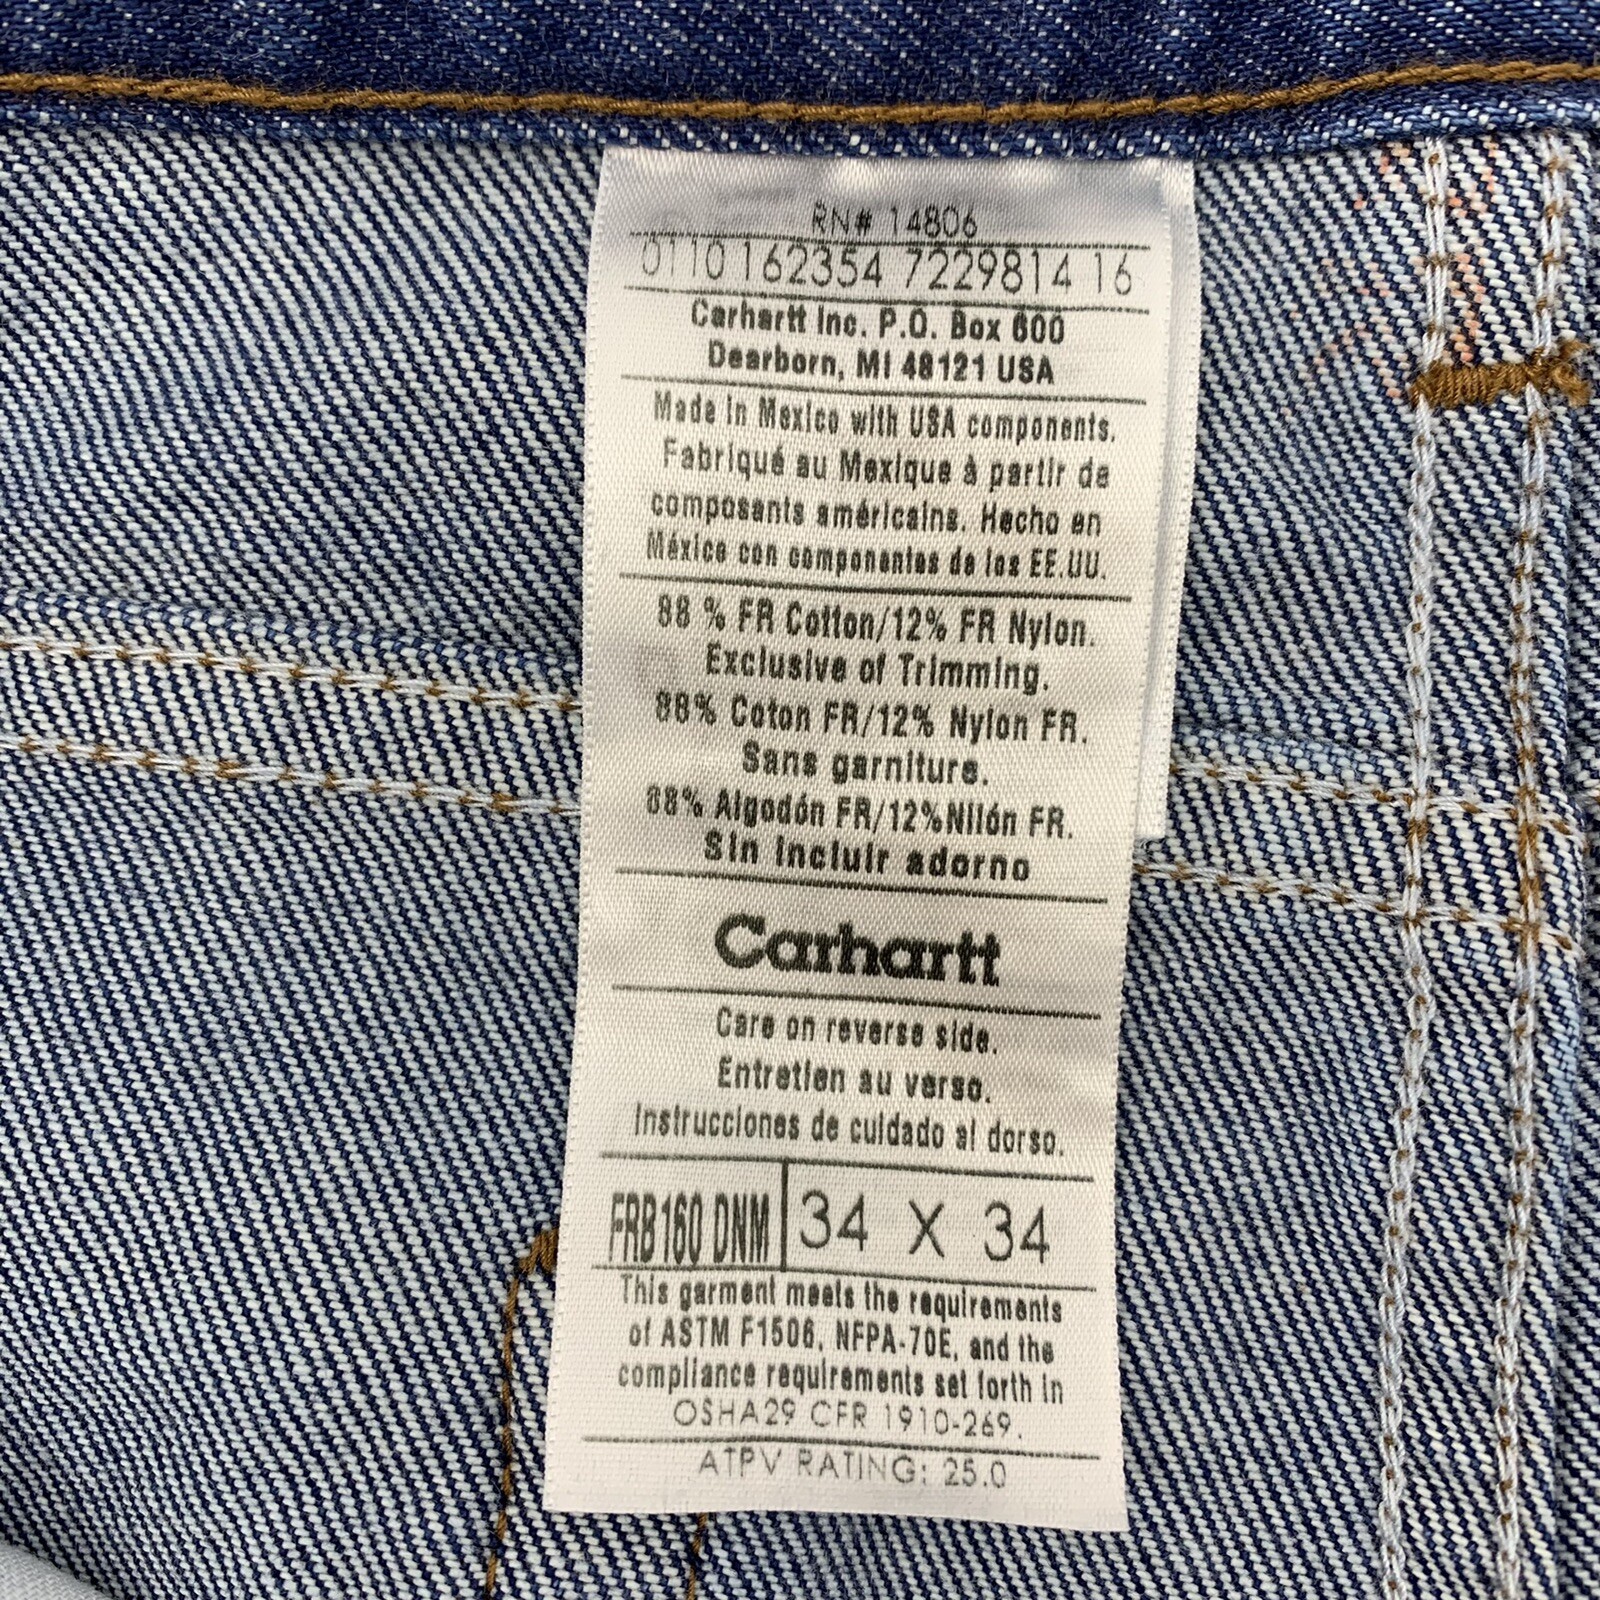 RN# 14806
0110 162354 7229814 16
Carhartt Inc. P.O. Box 600
Dearborn, MI 48121 USA
Made in Mexico with USA components.
Fabriqué au Mexique à partir de
composants américains. Hecho en
México con componentes de los EE.UU.
88 % FR Cotton/12% FR Nylon.
Exclusive of Trimming.
88% Coton FR/12% Nylon FR.
Sans garniture.
88% Algodón FR/12%Nilón FR.
Sin incluir adorno
Carhartt
Care on reverse side.
Entretien au verso.
Instrucciones de cuidado al dorso.
FRB160 DNM 34 X 34
This garment meets the requirements
of ASTM F1506, NFPA-70E, and the
compliance requirements set forth in
OSHA29 CFR 1910-269.
ATPV RATING: 25.0